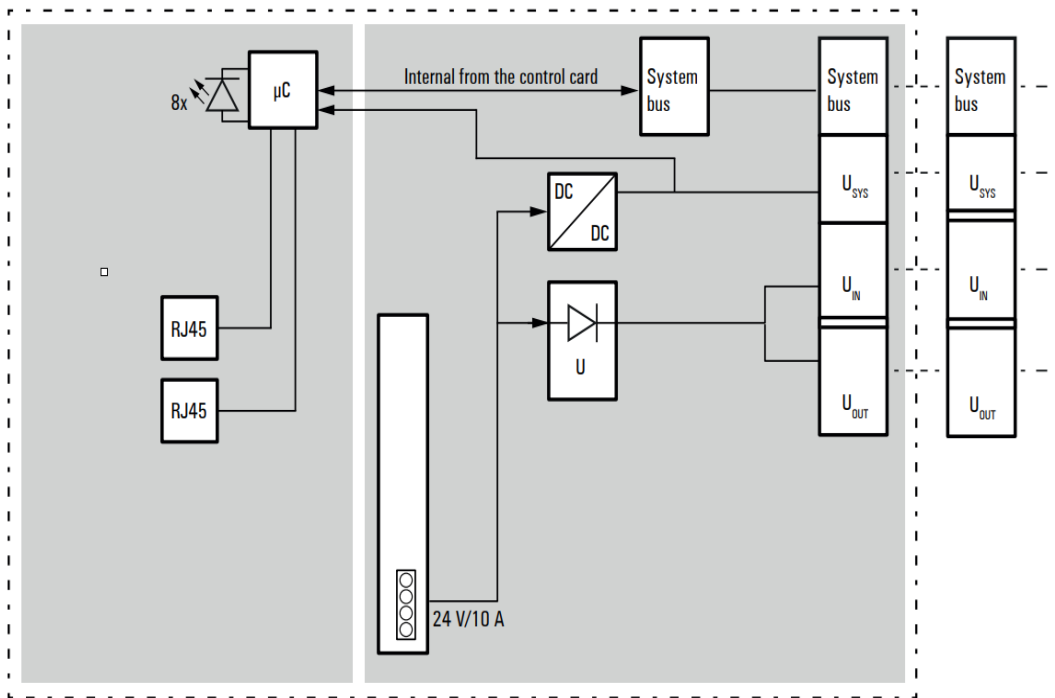 8x
μC
Internal from the control card
System
bus
System
bus
System
bus
DC
DC
U_SYS
U_SYS
U_IN
U_IN
RJ45
U
RJ45
U_OUT
U_OUT
24 V/10 A